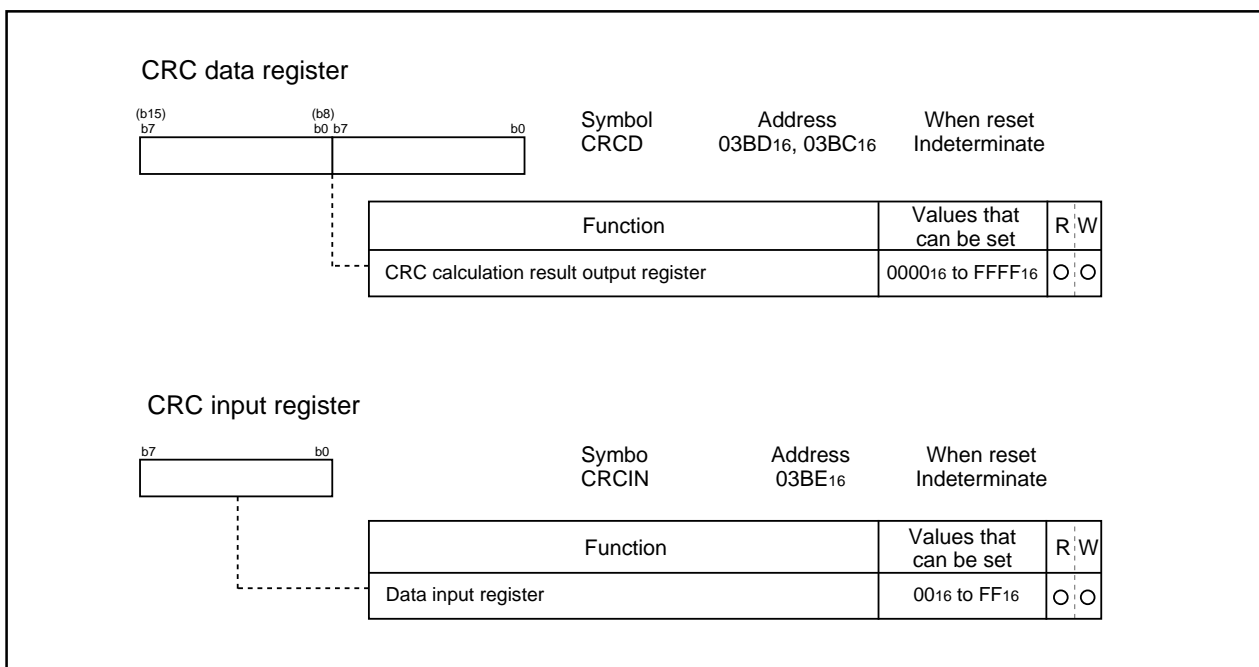 CRC data register
(b15) (b8)
b7 b0 b7 b0
Symbol Address When reset
CRCD 03BD16, 03BC16 Indeterminate
Function Values that can be set R W
CRC calculation result output register 000016 to FFFF16 O O
CRC input register
b7 b0
Symbo Address When reset
CRCIN 03BE16 Indeterminate
Function Values that can be set R W
Data input register 0016 to FF16 O O